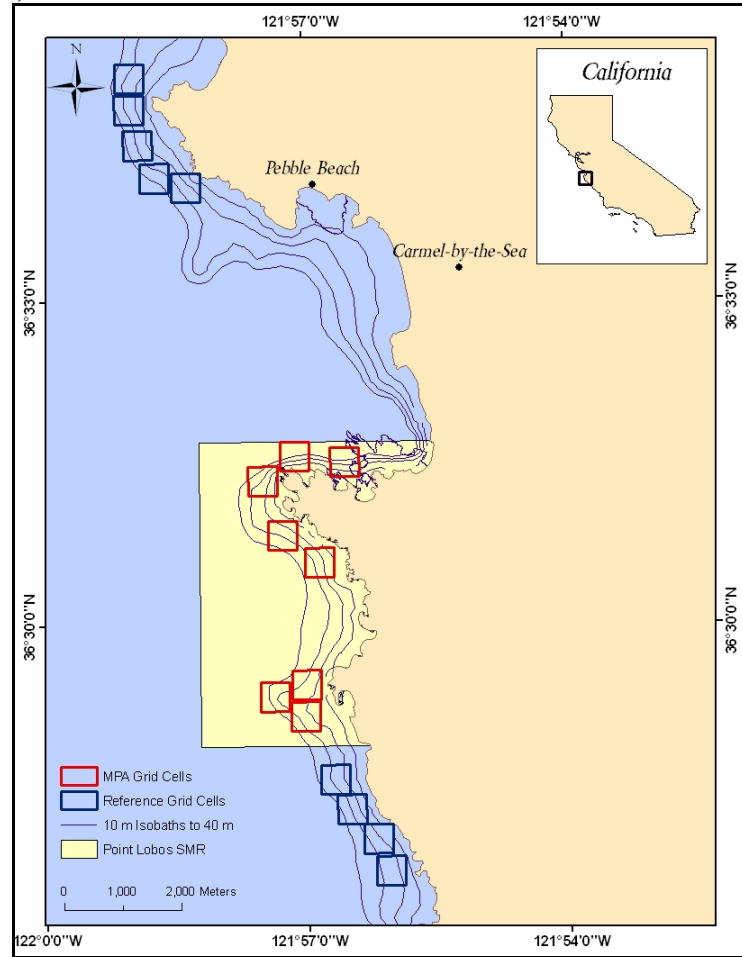 121°57'0"W
121°54'0"W
N
California
Pebble Beach
Carmel-by-the-Sea
36°33'0"N
36°33'0"N
36°30'0"N
36°30'0"N
MPA Grid Cells
Reference Grid Cells
10 m Isobaths to 40 m
Point Lobos SMR
0 1,000 2,000 Meters
122°0'0"W
121°57'0"W
121°54'0"W